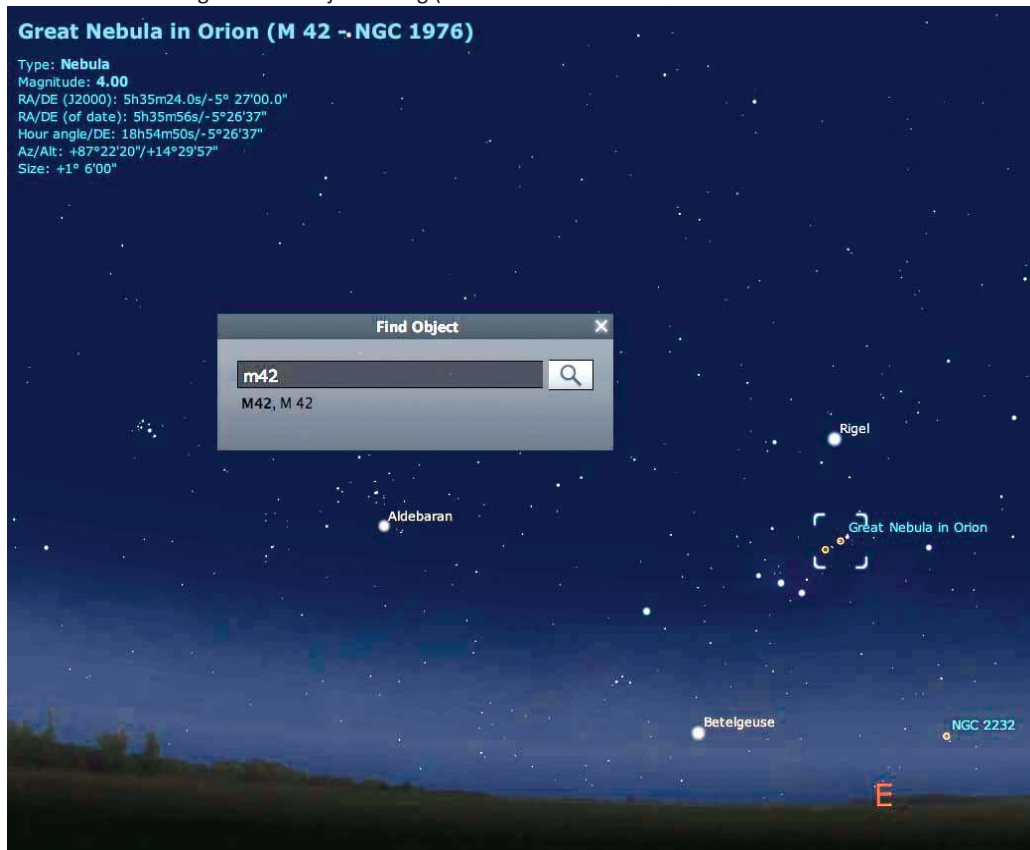 Great Nebula in Orion (M 42 - NGC 1976)
Type: Nebula
Magnitude: 4.00
RA/DE (J2000): 5h35m24.0s/-5° 27'00.0"
RA/DE (of date): 5h35m56s/-5°26'37"
Hour angle/DE: 18h54m50s/-5°26'37"
Az/Alt: +87°22'20"/+14°29'57"
Size: +1° 6'00"
Find Object
m42
M42, M 42
Rigel
Aldebaran
Great Nebula in Orion
Betelgeuse
NGC 2232
E